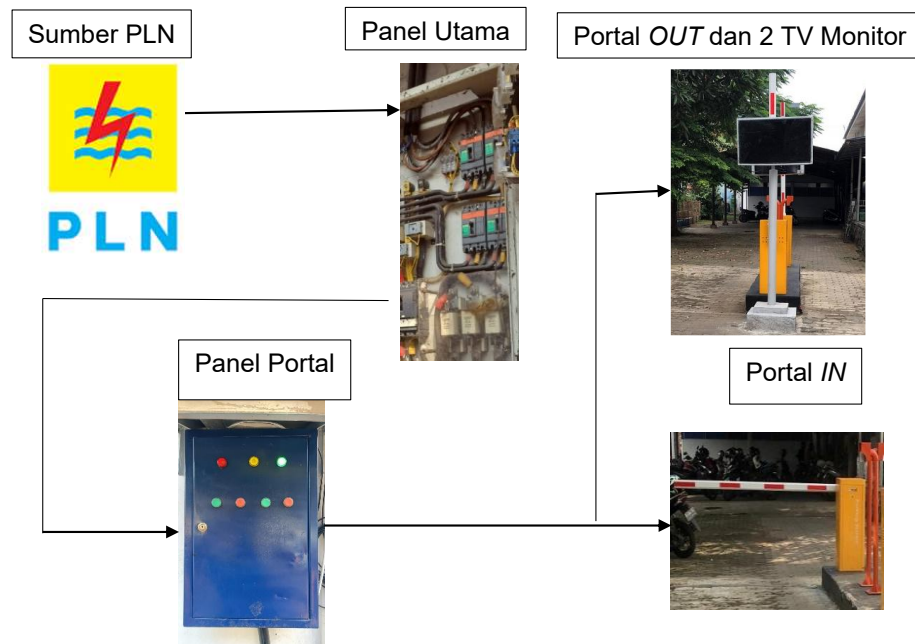 Sumber PLN
Panel Utama
Portal OUT dan 2 TV Monitor
PLN
Panel Portal
Portal IN